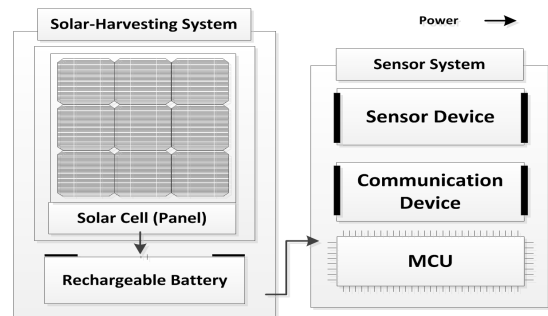 Solar-Harvesting System
Solar Cell (Panel)
Rechargeable Battery
Power
Sensor System
Sensor Device
Communication
Device
MCU